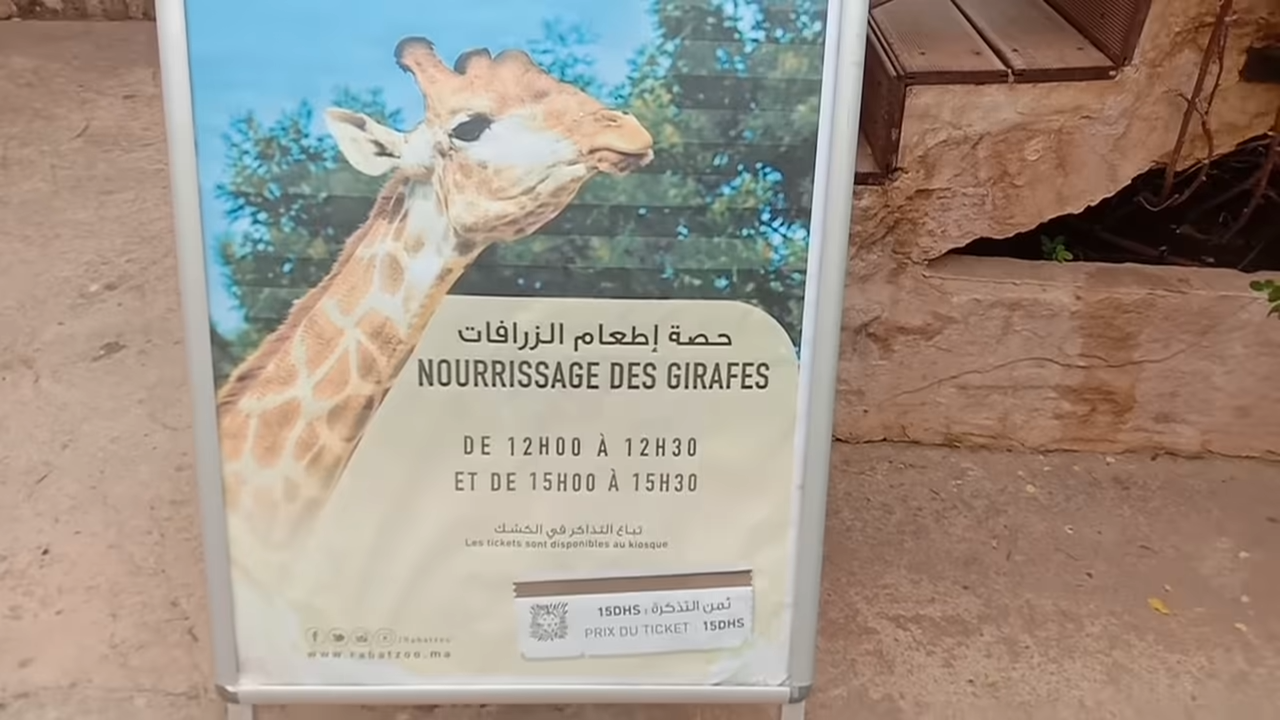 حصة إطعام الزرافات
NOURRISSAGE DES GIRAFES
DE 12H00 À 12H30
ET DE 15H00 À 15H30
تباع التذاكر في الكشك
Les tickets sont disponibles au kiosque
ثمن التذكرة : 15DHS
PRIX DU TICKET : 15DHS
/Rabatzoo
www.rabatzoo.ma